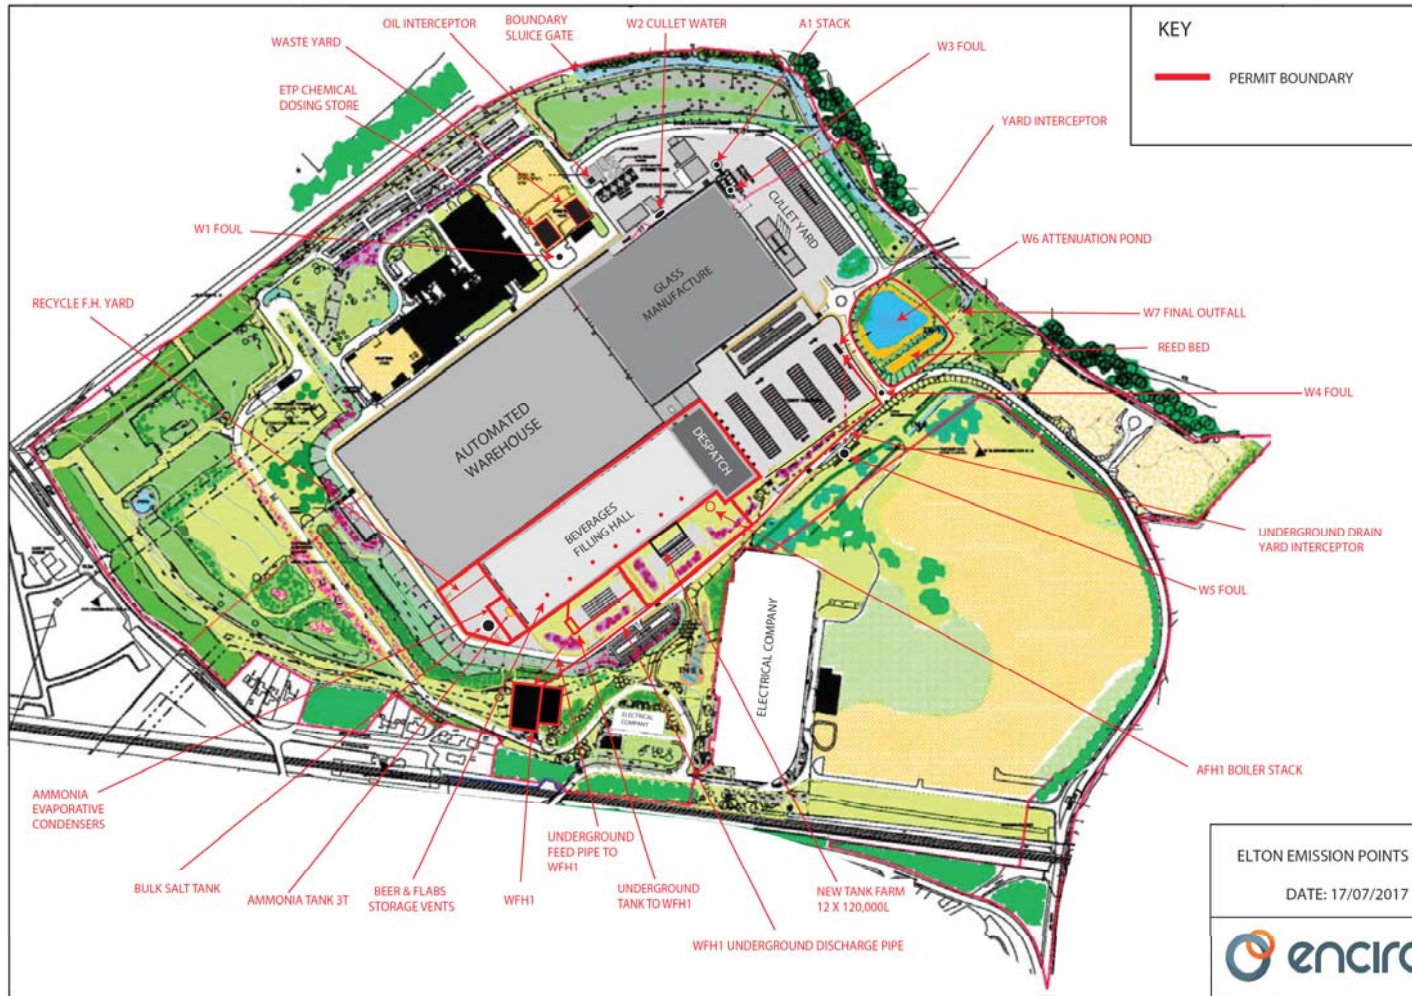 OIL INTERCEPTOR
BOUNDARY
SLUICE GATE
W2 CULLET WATER
A1 STACK
WASTE YARD
W3 FOUL
KEY
PERMIT BOUNDARY
ETP CHEMICAL
DOSING STORE
YARD INTERCEPTOR
W1 FOUL
CULLET YARD
W6 ATTENUATION POND
RECYCLE F.H. YARD
GLASS
MANUFACTURE
W7 FINAL OUTFALL
REED BED
W4 FOUL
AUTOMATED
WAREHOUSE
DESPATCH
BEVERAGES
FILLING HALL
UNDERGROUND DRAIN
YARD INTERCEPTOR
W5 FOUL
ELECTRICAL COMPANY
ELECTRICAL
COMPANY
AFH1 BOILER STACK
AMMONIA
EVAPORATIVE
CONDENSERS
BULK SALT TANK
AMMONIA TANK 3T
BEER & FLABS
STORAGE VENTS
WFH1
UNDERGROUND
FEED PIPE TO
WFH1
UNDERGROUND
TANK TO WFH1
NEW TANK FARM
12 X 120,000L
WFH1 UNDERGROUND DISCHARGE PIPE
ELTON EMISSION POINTS
DATE: 17/07/2017
encirc